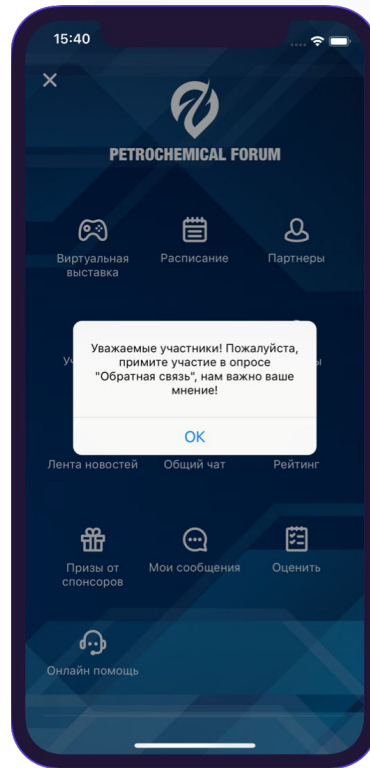 15:40
PETROCHEMICAL FORUM
Виртуальная выставка
Расписание
Партнеры
Уважаемые участники! Пожалуйста,
примите участие в опросе
"Обратная связь", нам важно ваше
мнение!
OK
Лента новостей
Общий чат
Рейтинг
Призы от спонсоров
Мои сообщения
Оценить
Онлайн помощь